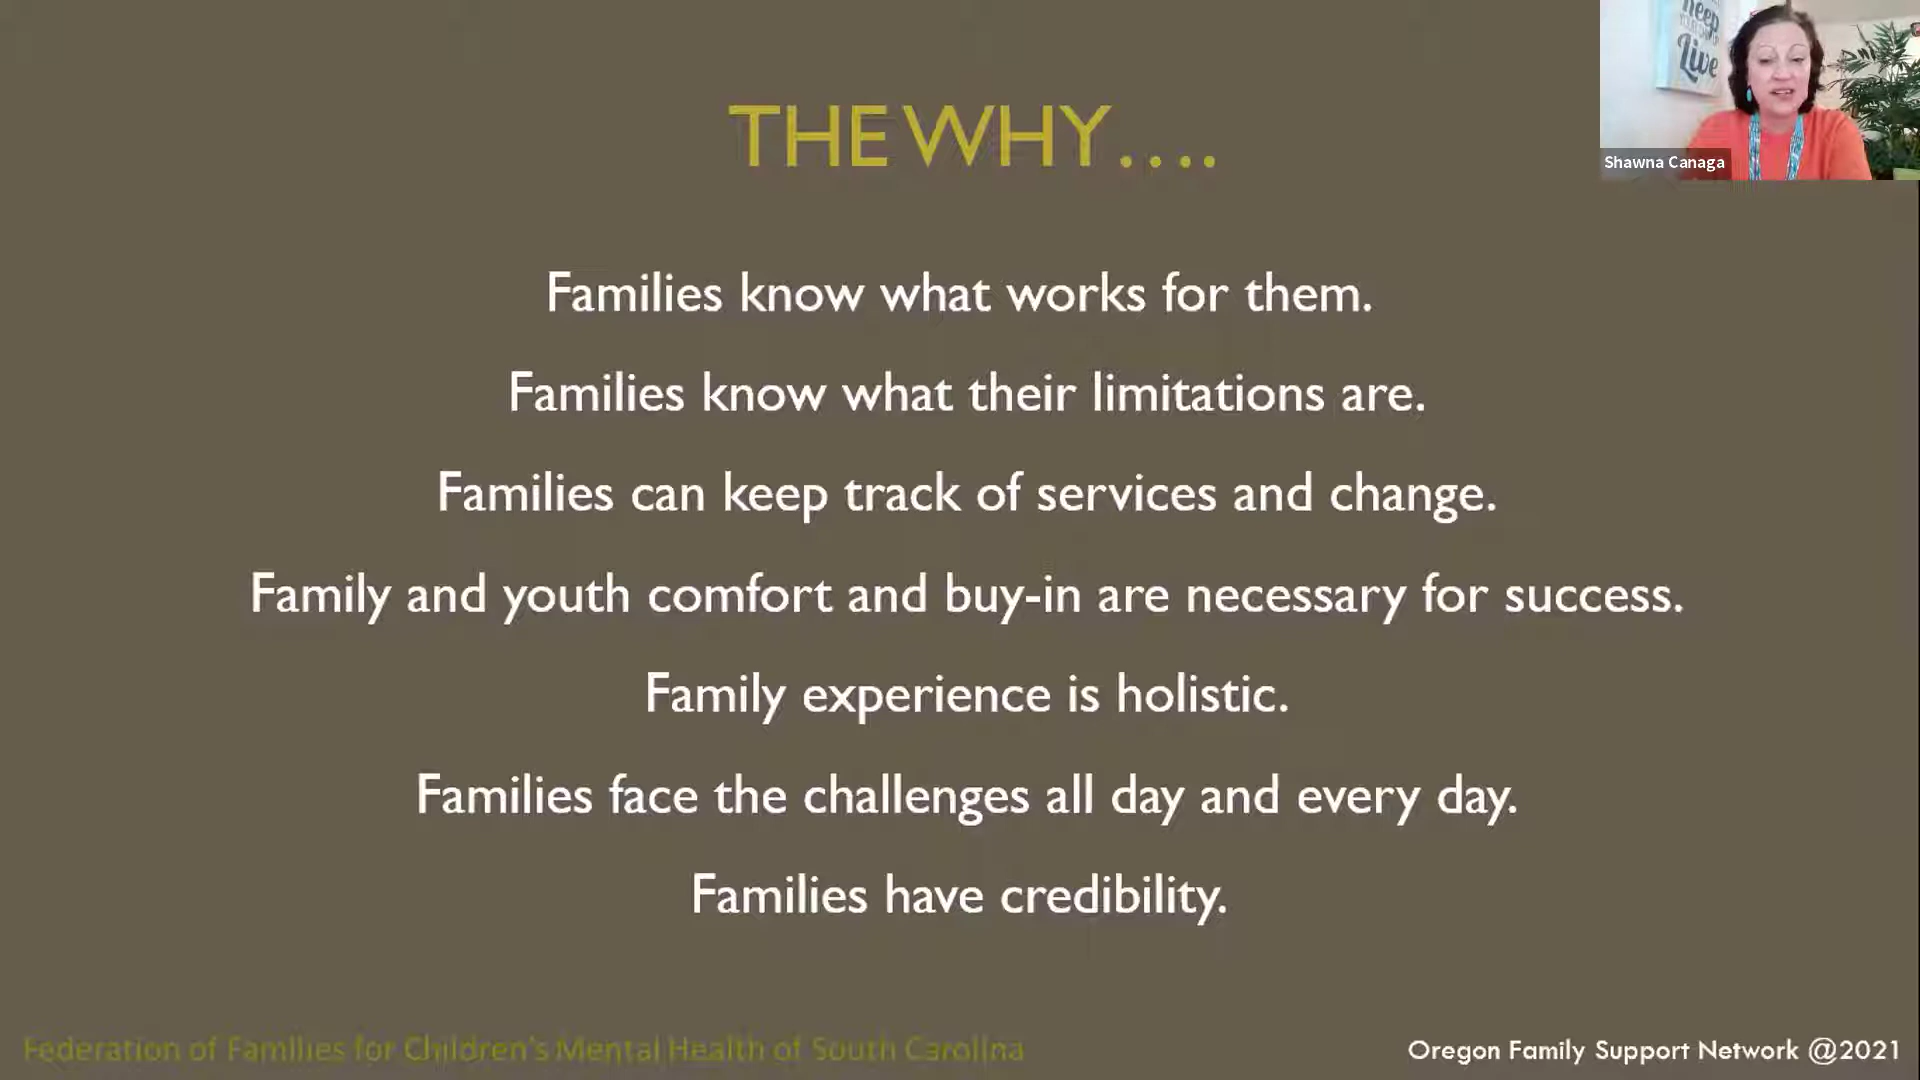 THE WHY....
keep
Live
Shawna Canaga
Families know what works for them.
Families know what their limitations are.
Families can keep track of services and change.
Family and youth comfort and buy-in are necessary for success.
Family experience is holistic.
Families face the challenges all day and every day.
Families have credibility.
Federation of Families for Children's Mental Health of South Carolina
Oregon Family Support Network @2021